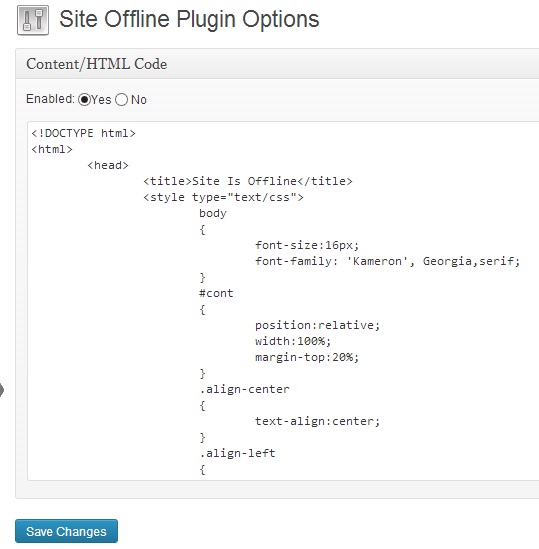 Site Offline Plugin Options
Content/HTML Code
Enabled: Yes No
<!DOCTYPE html>
<html>
<head>
<title>Site Is Offline</title>
<style type="text/css">
body
{
font-size:16px;
font-family: 'Kameron', Georgia,serif;
}
#cont
{
position:relative;
width:100%;
margin-top:20%;
}
.align-center
{
text-align:center;
}
.align-left
{
Save Changes